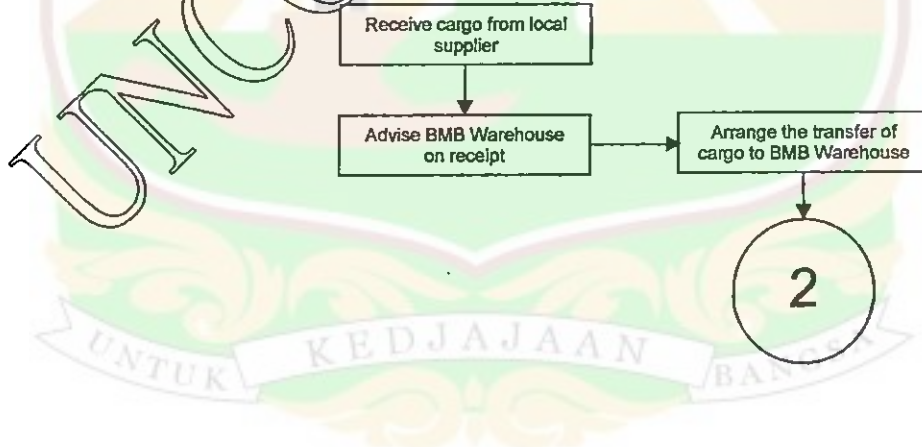 Receive cargo from local
supplier
UNC
Advise BMB Warehouse
on receipt
Arrange the transfer of
cargo to BMB Warehouse
2
UNTUK KEDJAJAAN BANGSA